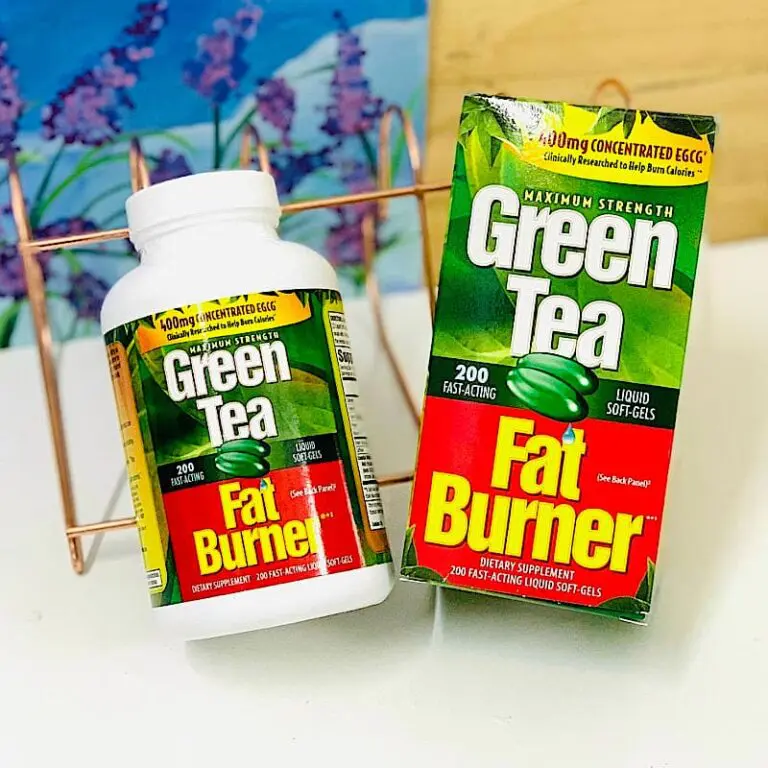 400mg CONCENTRATED EGCG
Clinically Researched to Help Burn Calories
MAXIMUM STRENGTH
Green
Tea
200
FAST-ACTING
LIQUID
SOFT-GELS
Fat
(See Back Panel)‡
Burner
DIETARY SUPPLEMENT 200 FAST-ACTING LIQUID SOFT-GELS
400mg CONCENTRATED EGCG
Clinically Researched to Help Burn Calories
MAXIMUM STRENGTH
Green
Tea
200
FAST-ACTING
LIQUID
SOFT-GELS
Fat
(See Back Panel)‡
Burner
DIETARY SUPPLEMENT
200 FAST-ACTING LIQUID SOFT-GELS